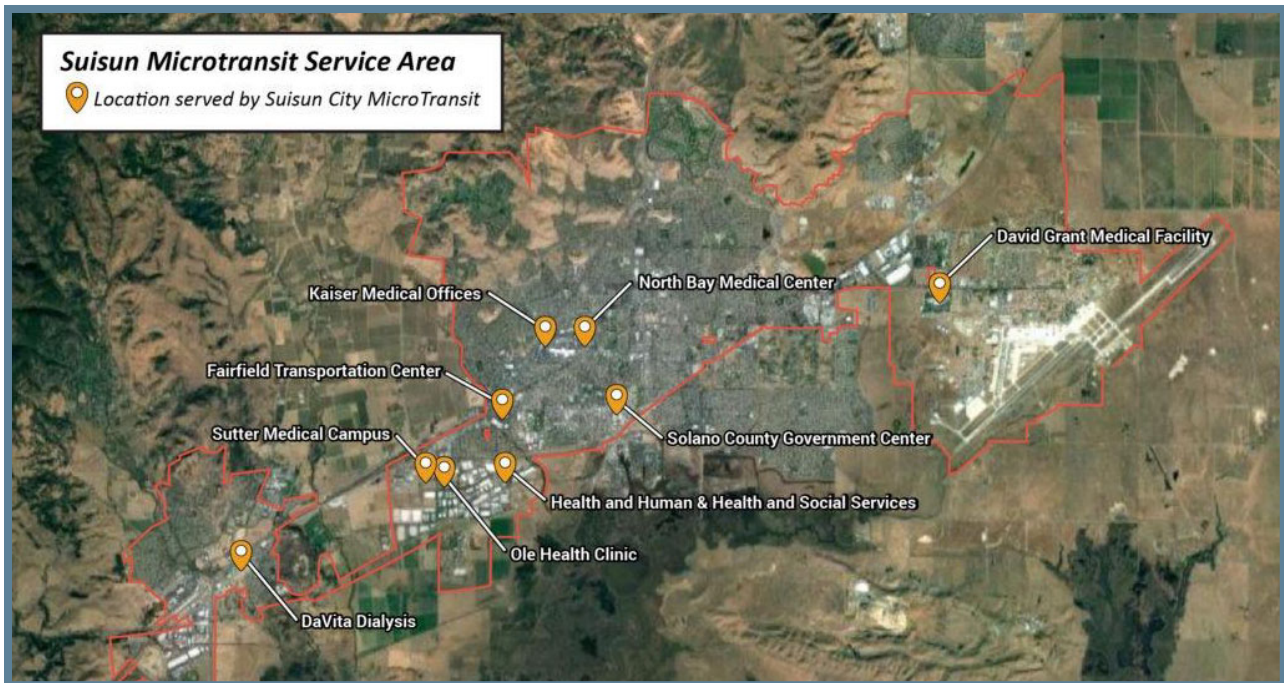 Suisun Microtransit Service Area
Location served by Suisun City MicroTransit
David Grant Medical Facility
North Bay Medical Center
Kaiser Medical Offices
Fairfield Transportation Center
Sutter Medical Campus
Solano County Government Center
Health and Human & Health and Social Services
Ole Health Clinic
DaVita Dialysis